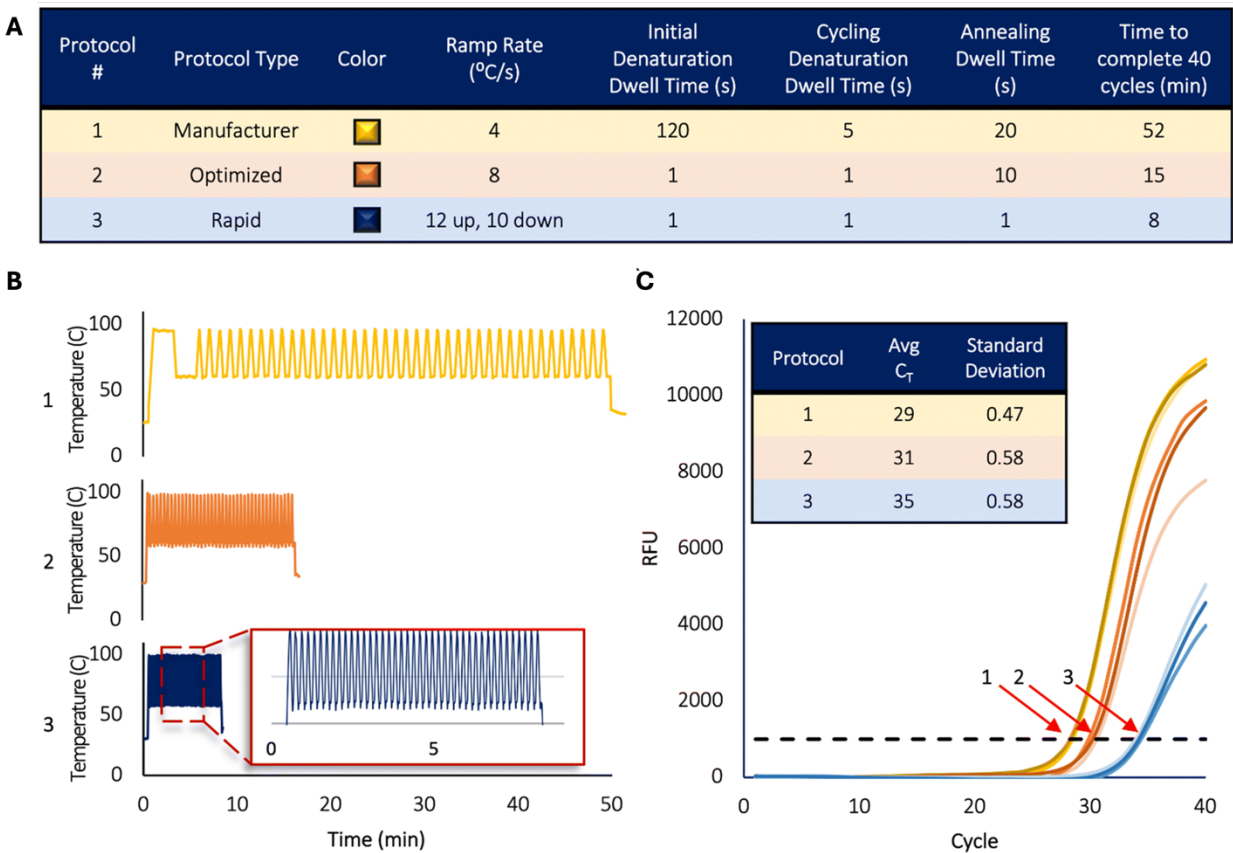 A
Protocol # Protocol Type Color Ramp Rate (⁰C/s) Initial Denaturation Dwell Time (s) Cycling Denaturation Dwell Time (s) Annealing Dwell Time (s) Time to complete 40 cycles (min)
1 Manufacturer 4 120 5 20 52
2 Optimized 8 1 1 10 15
3 Rapid 12 up, 10 down 1 1 1 8
B
1
Temperature (C)
100
50
0
2
Temperature (C)
100
50
0
3
Temperature (C)
100
50
0
0 5
0 10 20 30 40 50
Time (min)
C
RFU
12000
10000
8000
6000
4000
2000
0
Protocol Avg C_T Standard Deviation
1 29 0.47
2 31 0.58
3 35 0.58
1 2 3
0 10 20 30 40
Cycle